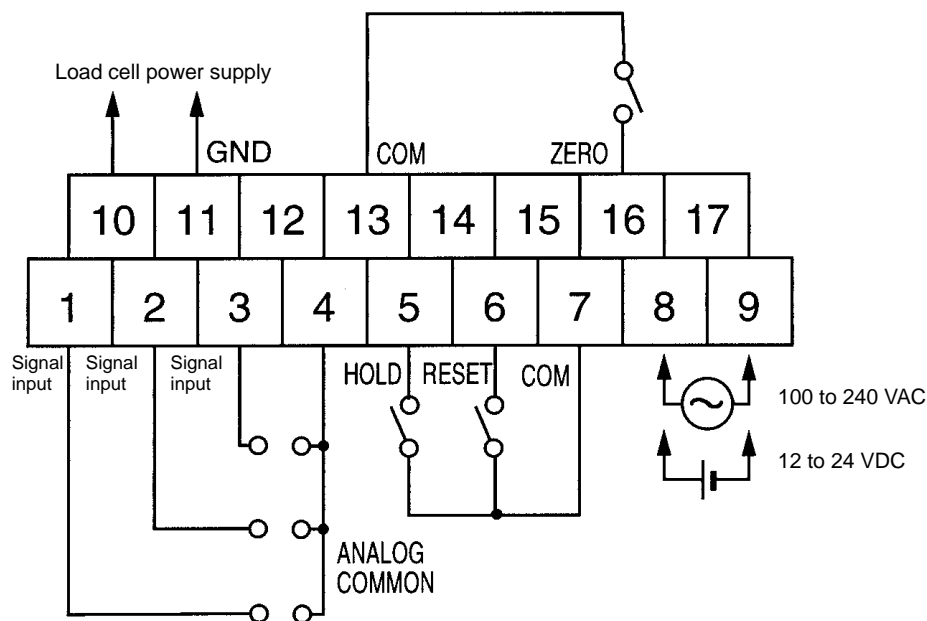 Load cell power supply
GND
COM
ZERO
10 11 12 13 14 15 16 17
1 2 3 4 5 6 7 8 9
Signal input
Signal input
Signal input
HOLD
RESET
COM
100 to 240 VAC
12 to 24 VDC
ANALOG
COMMON